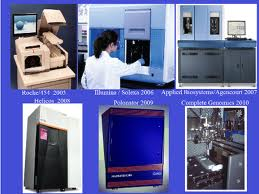 Roche/454 2005
Illumina / Solexa 2006
Applied Biosystems/Agencourt 2007
Helicos 2008
Polonator 2009
Complete Genomics 2010